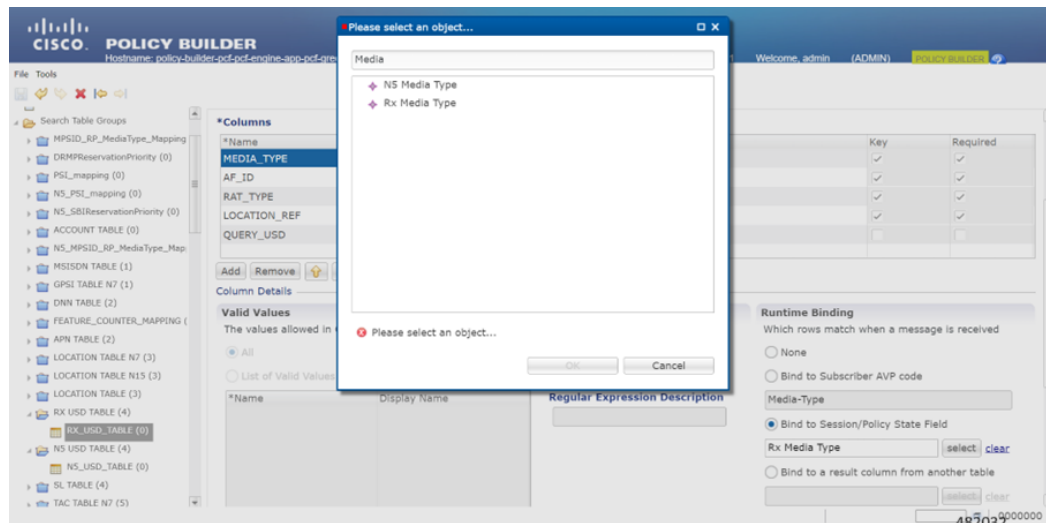 CISCO. POLICY BUILDER
Hostname: policy-builder-pcf-pcf-engine-app-pcf-gre
Welcome, admin (ADMIN) POLICY BUILDER
File Tools
Please select an object...
Media
N5 Media Type
Rx Media Type
Please select an object...
OK Cancel
Search Table Groups
MPSID_RP_MediaType_Mapping
DRMPReservationPriority (0)
PSI_mapping (0)
N5_PSI_mapping (0)
N5_SBIReservationPriority (0)
ACCOUNT TABLE (0)
N5_MPSID_RP_MediaType_Map
MSISDN TABLE (1)
GPSI TABLE N7 (1)
DNN TABLE (2)
FEATURE_COUNTER_MAPPING (
APN TABLE (2)
LOCATION TABLE N7 (3)
LOCATION TABLE N15 (3)
LOCATION TABLE (3)
RX USD TABLE (4)
RX_USD_TABLE (0)
N5 USD TABLE (4)
N5_USD_TABLE (0)
SL TABLE (4)
TAC TABLE N7 (5)
*Columns
*Name Key Required
MEDIA_TYPE
AF_ID
RAT_TYPE
LOCATION_REF
QUERY_USD
Add Remove
Column Details
Valid Values
The values allowed in
All
List of Valid Values
*Name Display Name
Regular Expression Description
Runtime Binding
Which rows match when a message is received
None
Bind to Subscriber AVP code
Media-Type
Bind to Session/Policy State Field
Rx Media Type select clear
Bind to a result column from another table
select clear
482032
0000000